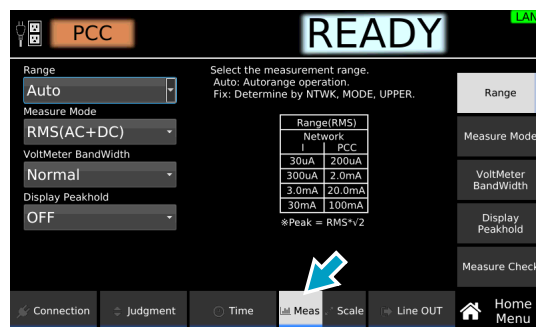 PCC
READY
LAN
Range
Auto
Measure Mode
RMS(AC+DC)
VoltMeter BandWidth
Normal
Display Peakhold
OFF
Select the measurement range.
Auto: Autorange operation.
Fix: Determine by NTWK, MODE, UPPER.
Range(RMS)
Network
I PCC
30uA 200uA
300uA 2.0mA
3.0mA 20.0mA
30mA 100mA
※Peak = RMS*√2
Range
Measure Mode
VoltMeter
BandWidth
Display
Peakhold
Measure Check
Connection
Judgment
Time
Meas
Scale
Line OUT
Home
Menu